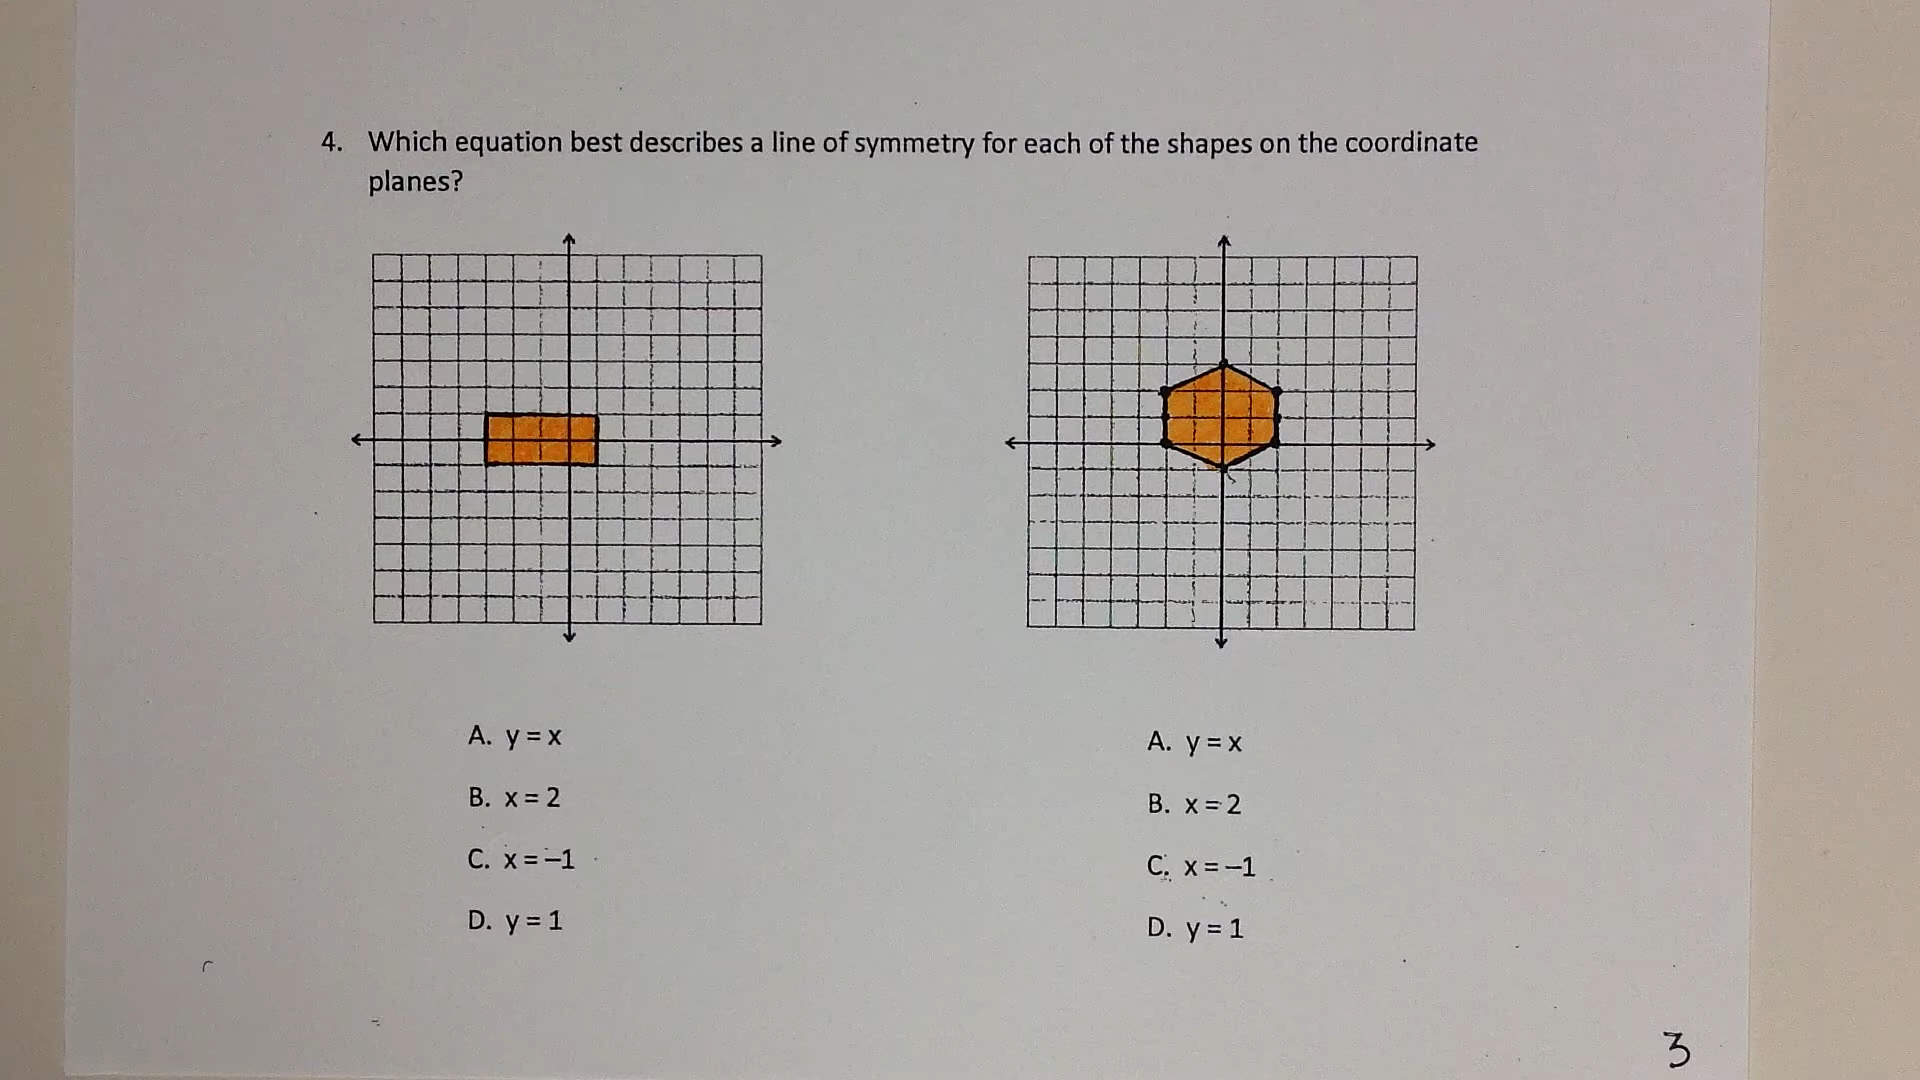 4. Which equation best describes a line of symmetry for each of the shapes on the coordinate
planes?
A. y = x
B. x = 2
C. x = –1
D. y = 1
A. y = x
B. x = 2
C. x = –1
D. y = 1
3